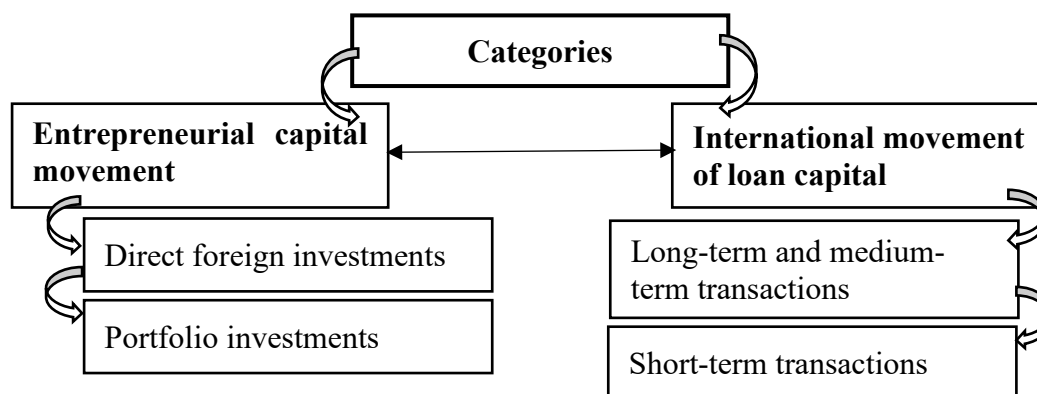 Categories
Entrepreneurial capital
movement
International movement
of loan capital
Direct foreign investments
Portfolio investments
Long-term and medium-
term transactions
Short-term transactions